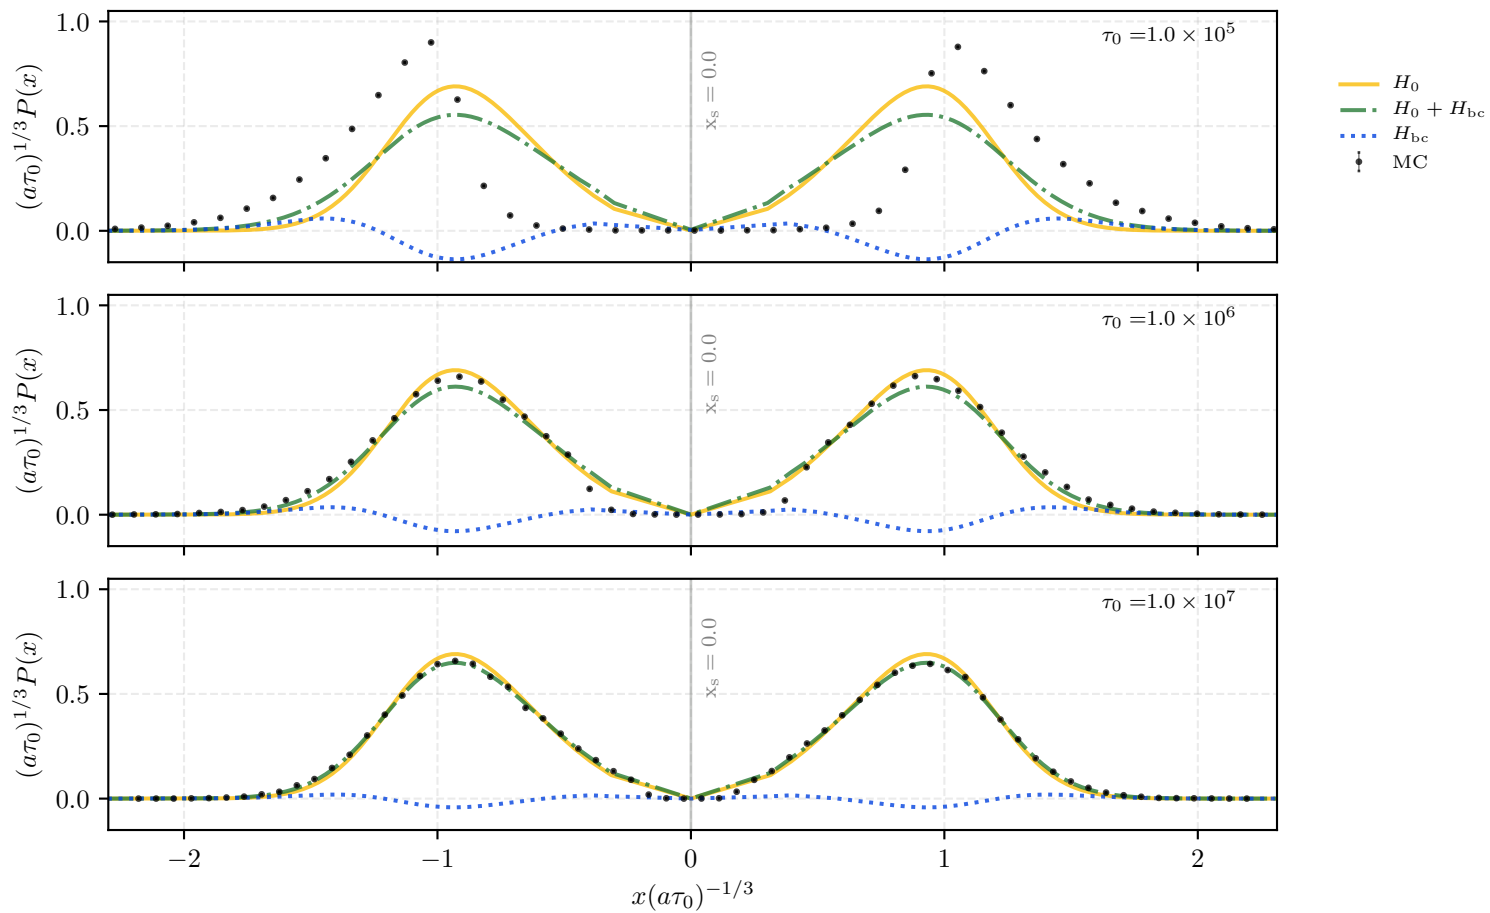 1.0
0.5
0.0
(aτ₀)^{1/3}P(x)
x_s = 0.0
τ₀ =1.0 × 10⁵
H₀
H₀ + H_bc
H_bc
MC
1.0
0.5
0.0
(aτ₀)^{1/3}P(x)
x_s = 0.0
τ₀ =1.0 × 10⁶
1.0
0.5
0.0
(aτ₀)^{1/3}P(x)
x_s = 0.0
τ₀ =1.0 × 10⁷
−2 −1 0 1 2
x(aτ₀)^{−1/3}